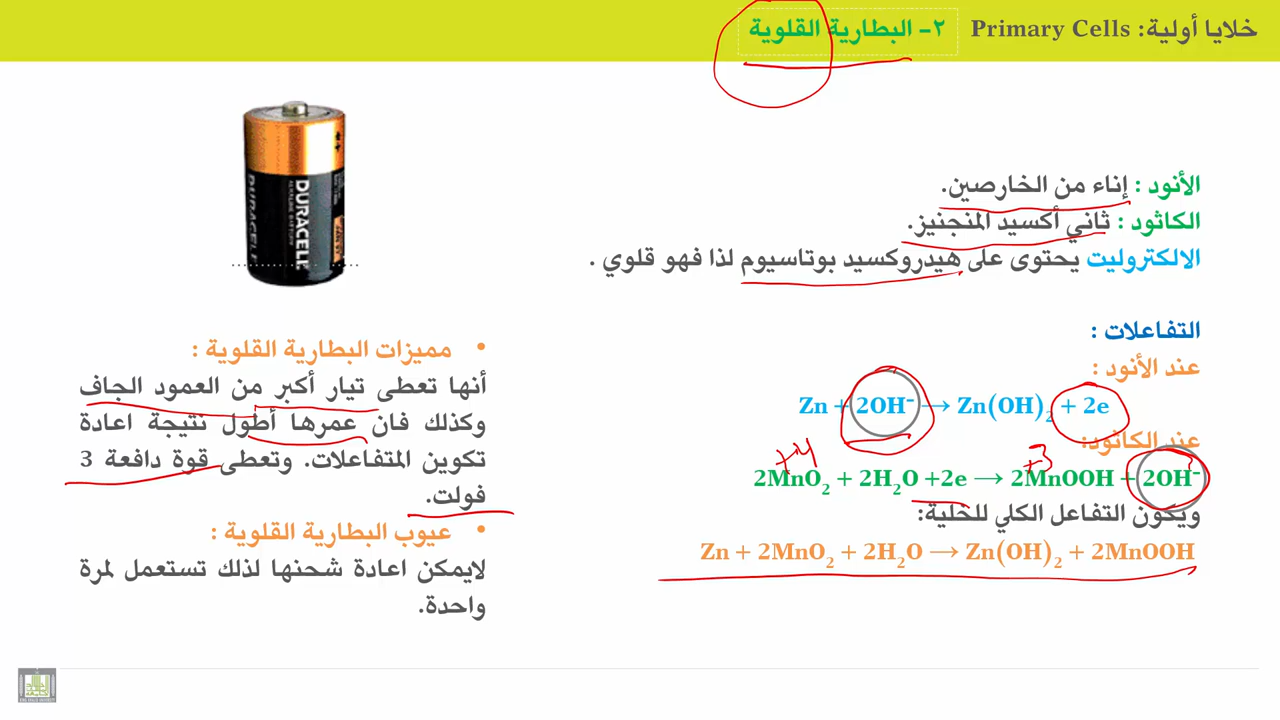 خلايا أولية: Primary Cells
٢- البطارية القلوية
الأنود : إناء من الخارصين.
الكاثود : ثاني أكسيد المنجنيز.
الالكتروليت يحتوى على هيدروكسيد بوتاسيوم لذا فهو قلوي .
التفاعلات :
عند الأنود :
Zn + 2OH⁻ → Zn(OH)₂ + 2e
عند الكاثود:
+4
+3
2MnO₂ + 2H₂O +2e → 2MnOOH + 2OH⁻
ويكون التفاعل الكلي للخلية:
Zn + 2MnO₂ + 2H₂O → Zn(OH)₂ + 2MnOOH
DURACELL
DURACELL
• مميزات البطارية القلوية :
أنها تعطى تيار أكبر من العمود الجاف
وكذلك فان عمرها أطول نتيجة اعادة
تكوين المتفاعلات. وتعطى قوة دافعة 3
فولت.
• عيوب البطارية القلوية :
لايمكن اعادة شحنها لذلك تستعمل لمرة
واحدة.